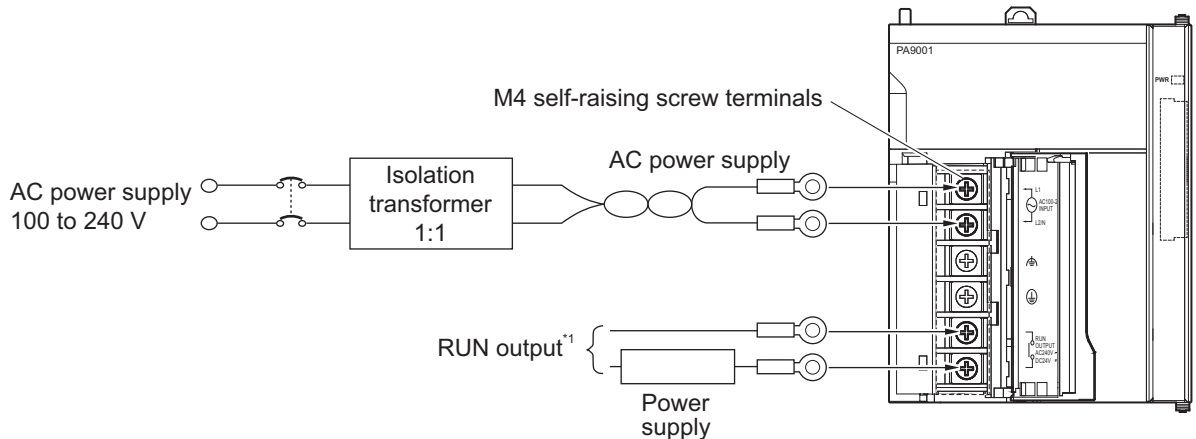 PA9001
PWR
M4 self-raising screw terminals
AC power supply
100 to 240 V
Isolation
transformer
1:1
AC power supply
L1
AC100-2
INPUT
L2/N
RUN output*1
Power
supply
RUN
OUTPUT
AC240V
DC24V